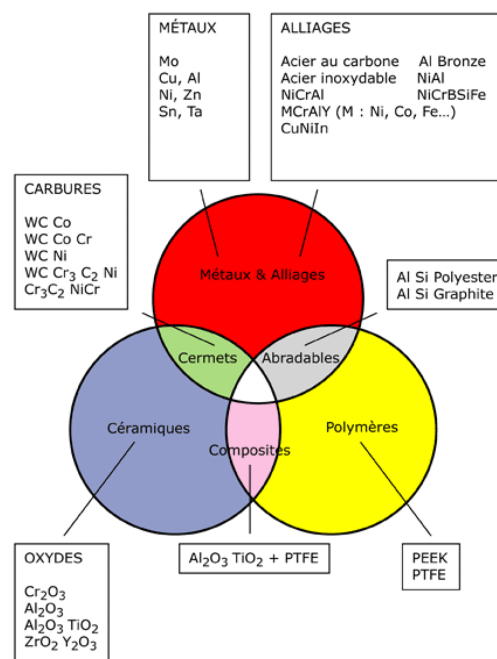 MÉTAUX
Mo
Cu, Al
Ni, Zn
Sn, Ta
ALLIAGES
Acier au carbone Al Bronze
Acier inoxydable NiAl
NiCrAl NiCrBSiFe
MCrAlY (M : Ni, Co, Fe...)
CuNiIn
CARBURES
WC Co
WC Co Cr
WC Ni
WC Cr₃ C₂ Ni
Cr₃C₂ NiCr
Métaux & Alliages
Al Si Polyester
Al Si Graphite
Cermets
Abradables
Céramiques
Polymères
Composites
OXYDES
Cr₂O₃
Al₂O₃
Al₂O₃ TiO₂
ZrO₂ Y₂O₃
Al₂O₃ TiO₂ + PTFE
PEEK
PTFE